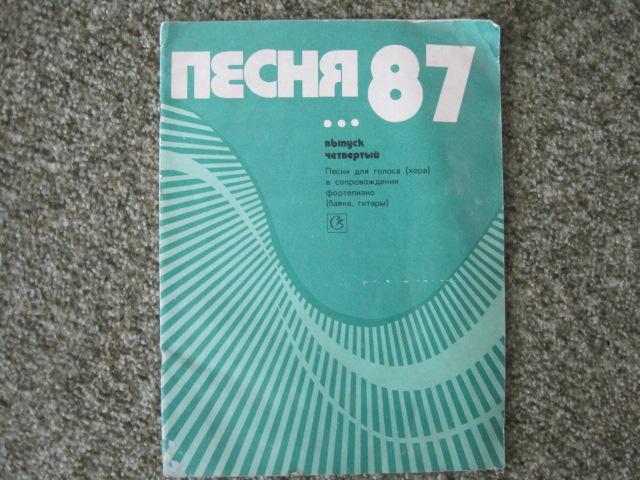 ПЕСНЯ 87
...
выпуск
четвертый
Песни для голоса (хора)
в сопровождении
фортепиано
(баяна, гитары)